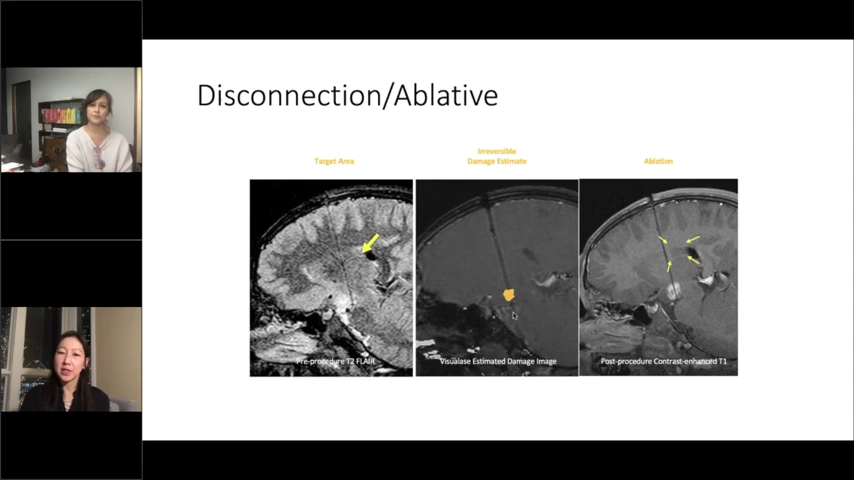 Disconnection/Ablative
Target Area
Irreversible
Damage Estimate
Ablation
Pre-procedure T2 FLAIR
Visualase Estimated Damage Image
Post-procedure Contrast-enhanced T1